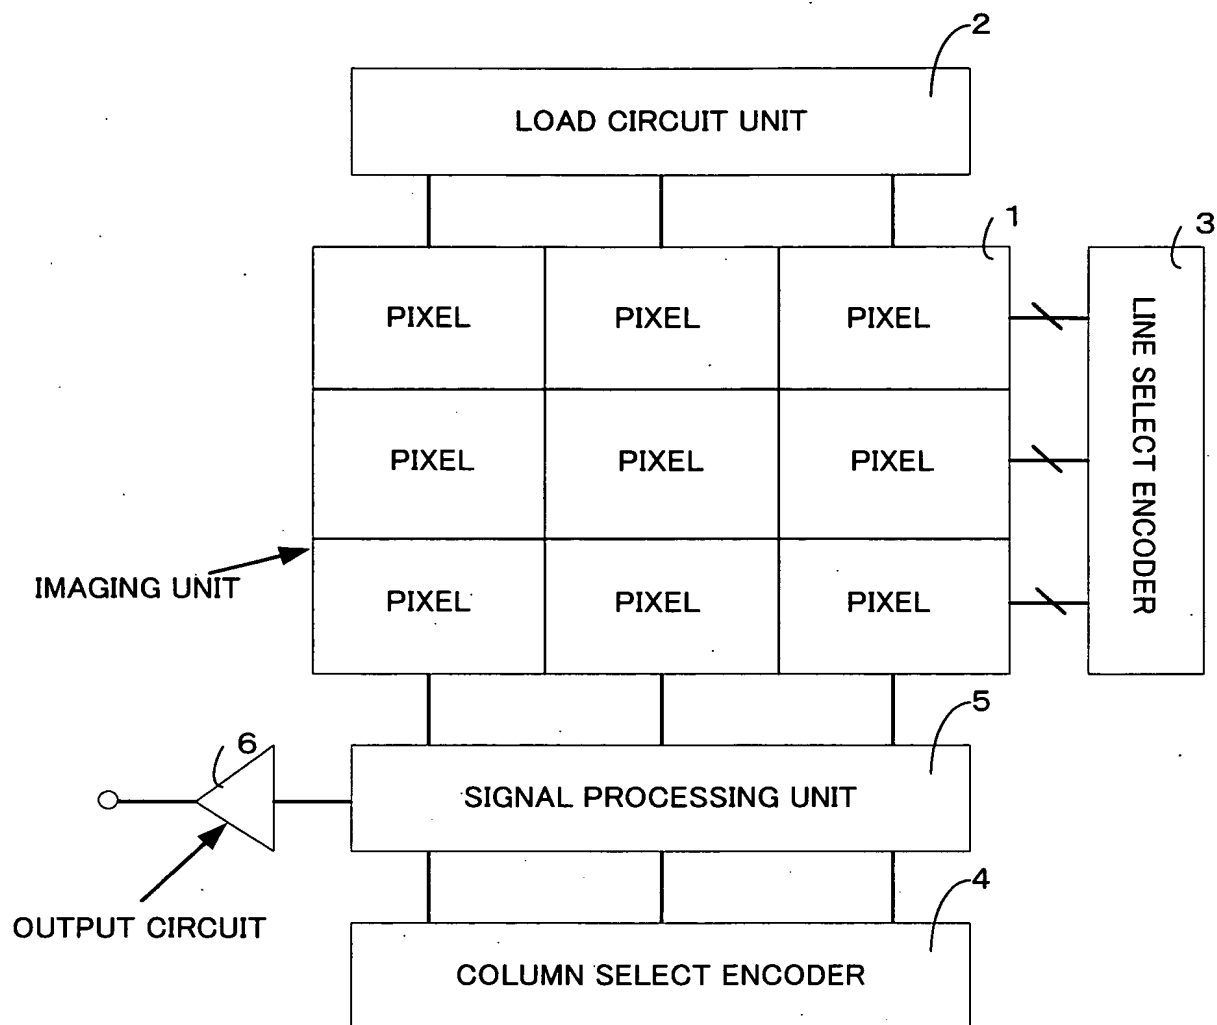 2
LOAD CIRCUIT UNIT
1
3
PIXEL PIXEL PIXEL
LINE SELECT ENCODER
PIXEL PIXEL PIXEL
IMAGING UNIT
PIXEL PIXEL PIXEL
5
6
SIGNAL PROCESSING UNIT
4
OUTPUT CIRCUIT
COLUMN SELECT ENCODER